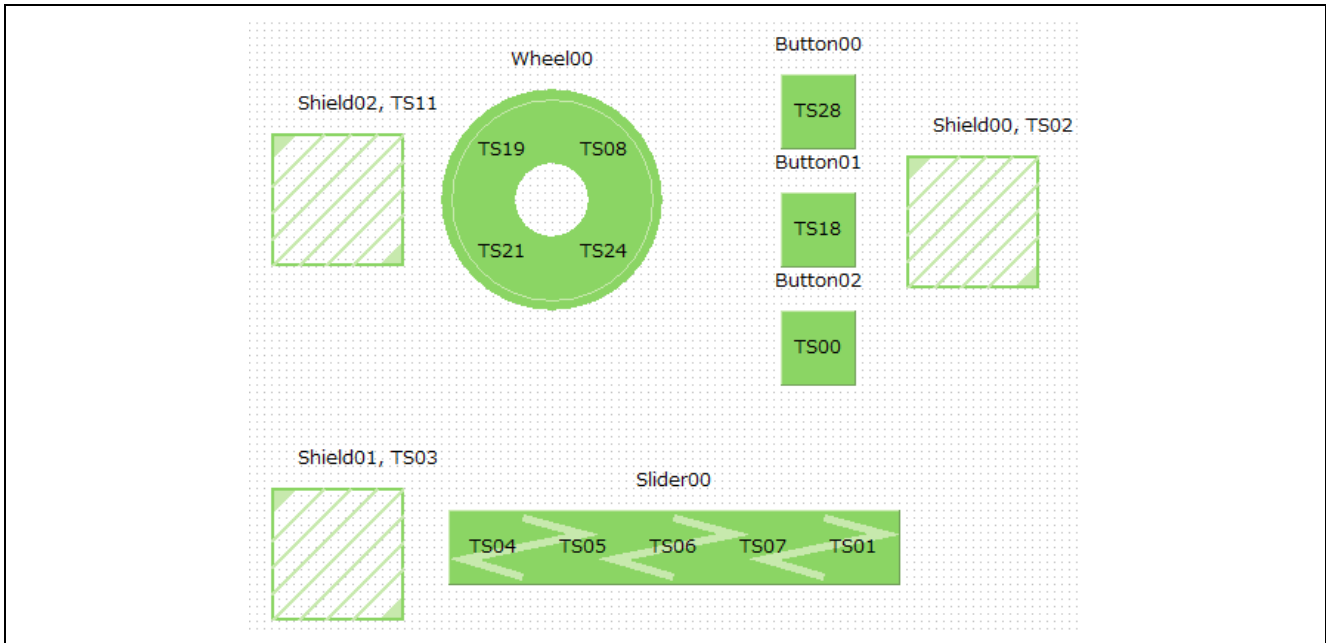 Button00
Wheel00
Shield02, TS11
TS28
Shield00, TS02
TS19 TS08
Button01
TS18
TS21 TS24
Button02
TS00
Shield01, TS03
Slider00
TS04 TS05 TS06 TS07 TS01